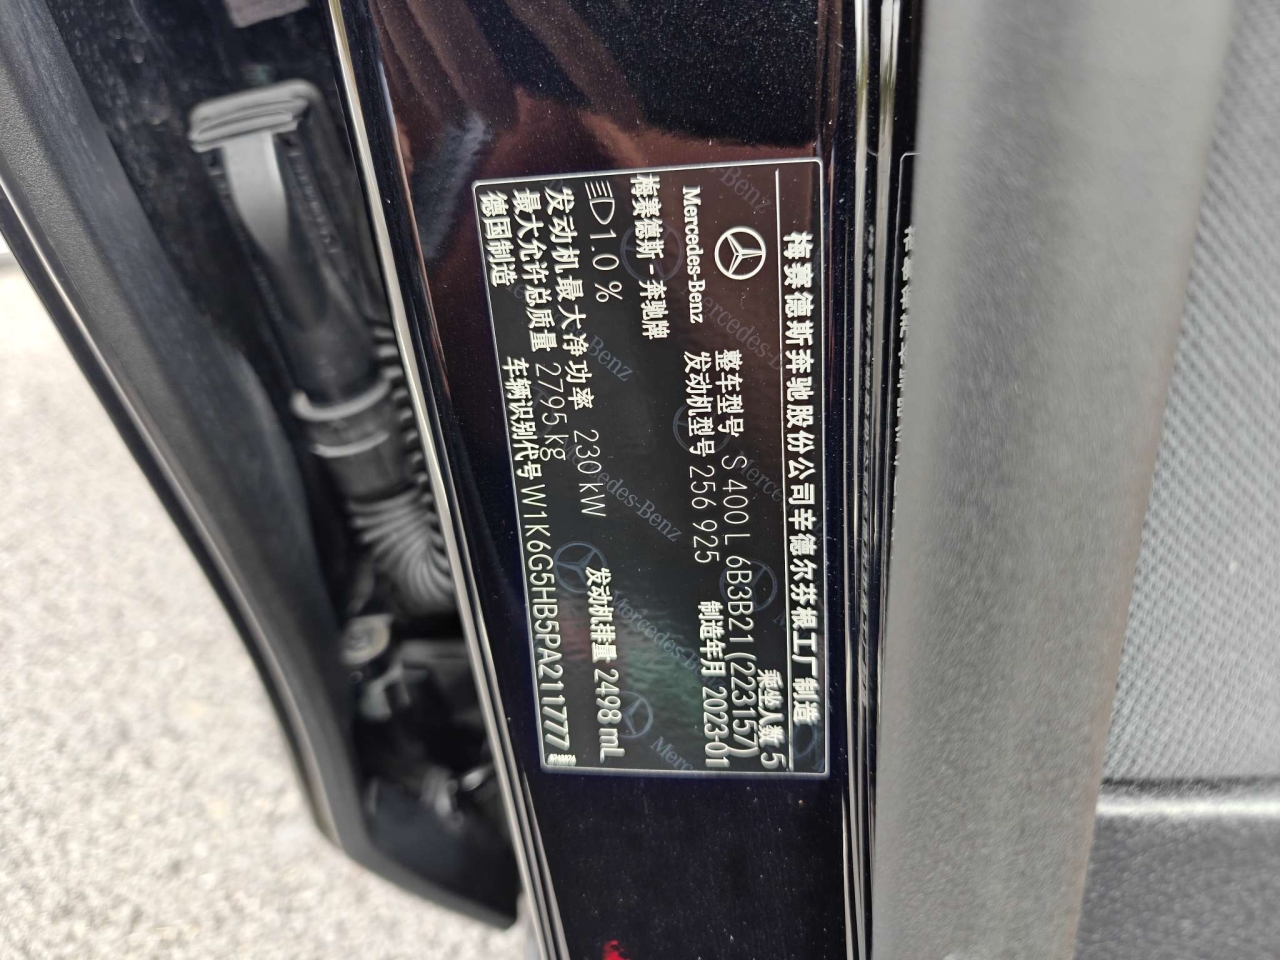 梅赛德斯奔驰股份公司辛德尔芬根工厂制造
Mercedes-Benz
梅赛德斯-奔驰牌
整车型号 S 400 L 6B3B21 (223157)
乘坐人数 5
发动机型号 256 925
制造年月 2023-01
1.0 %
发动机最大净功率 230 kW
发动机排量 2498 mL
最大允许总质量 2795 kg
德国制造
车辆识别代号 W1K6G5HB5PA211777